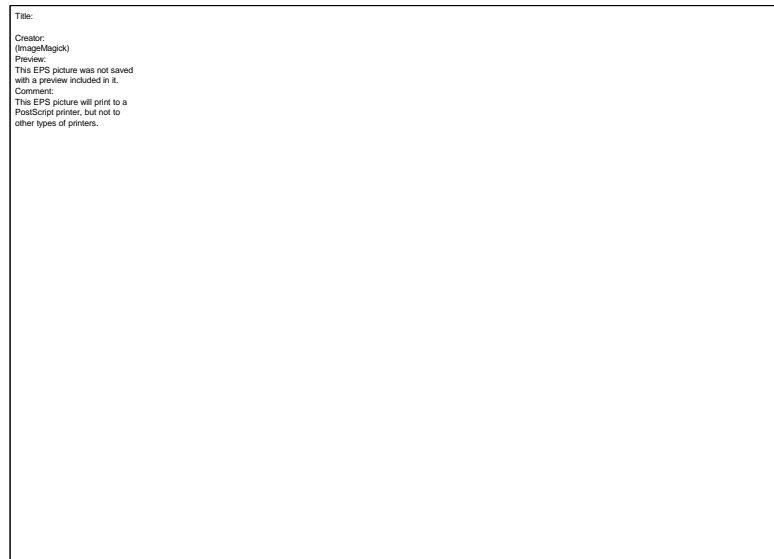 Title:
Creator:
(ImageMagick)
Preview:
This EPS picture was not saved
with a preview included in it.
Comment:
This EPS picture will print to a
PostScript printer, but not to
other types of printers.